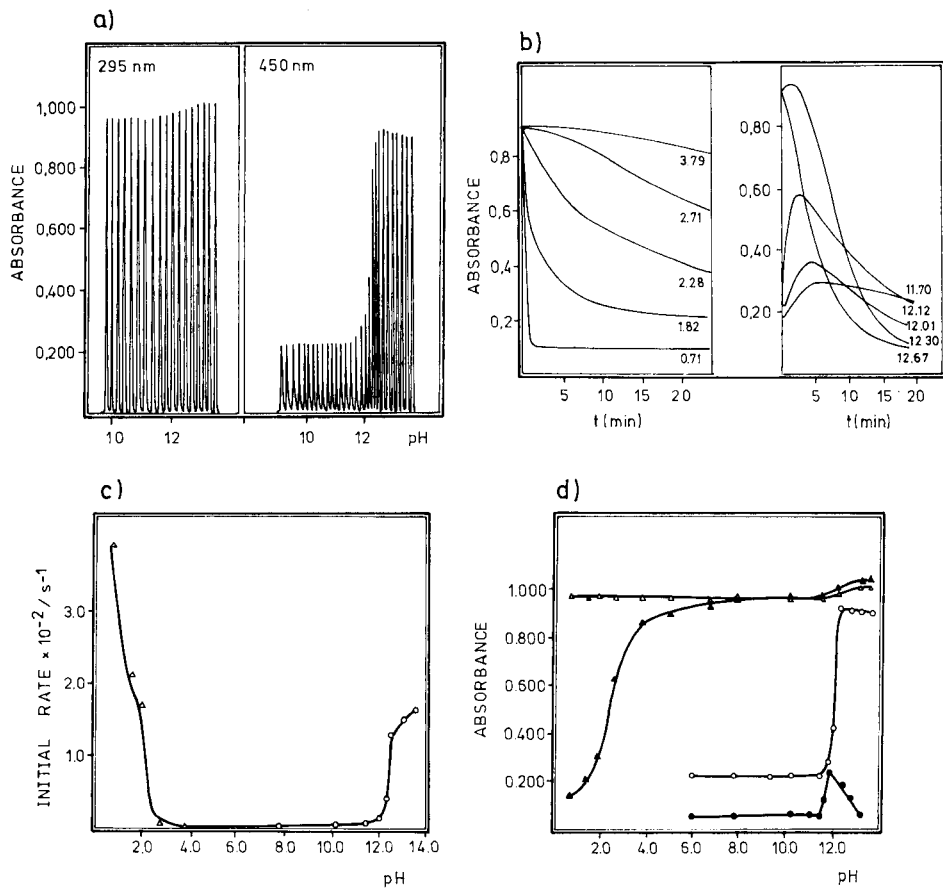 a)
295 nm
450 nm
1,000
0.800
0,600
0,400
0,200
ABSORBANCE
10 12 10 12 pH
b)
0,8
0,6
0.4
0,2
ABSORBANCE
3.79
2.71
2.28
1.82
0.71
5 10 15 20
t(min)
0,80
0,60
0,40
0,20
11.70
12.12
12.01
12 30
12.67
5 10 15 20
t(min)
c)
3.0
2.0
1.0
INITIAL RATE × 10⁻² / s⁻¹
2.0 4.0 6.0 8.0 10.0 12.0 14.0
pH
d)
1.000
0.800
0.600
0.400
0.200
ABSORBANCE
2.0 4.0 6.0 8.0 10.0 12.0
pH